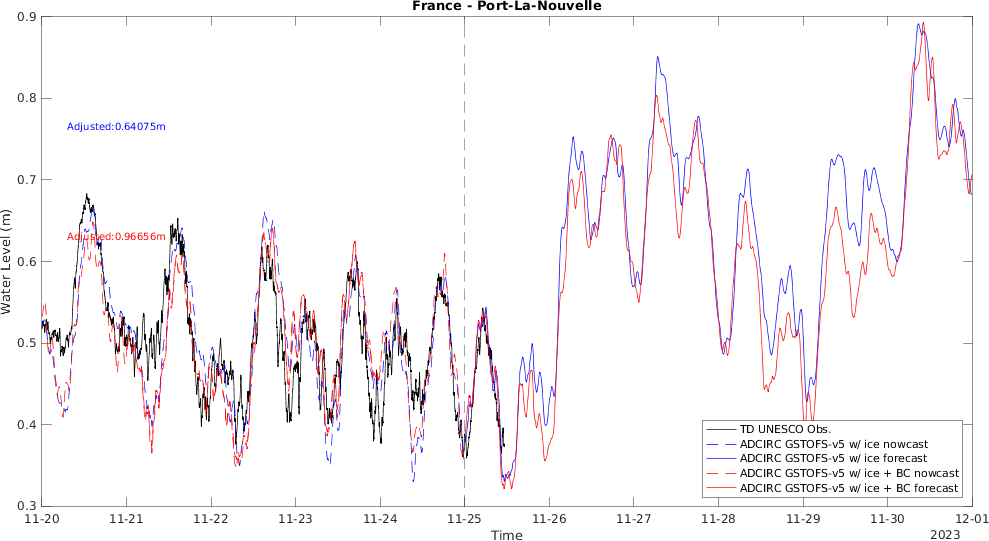 France - Port-La-Nouvelle
Water Level (m)
0.9
0.8
0.7
0.6
0.5
0.4
0.3
Adjusted:0.64075m
Adjusted:0.96656m
TD UNESCO Obs.
ADCIRC GSTOFS-v5 w/ ice nowcast
ADCIRC GSTOFS-v5 w/ ice forecast
ADCIRC GSTOFS-v5 w/ ice + BC nowcast
ADCIRC GSTOFS-v5 w/ ice + BC forecast
11-20 11-21 11-22 11-23 11-24 11-25 11-26 11-27 11-28 11-29 11-30 12-01
Time
2023